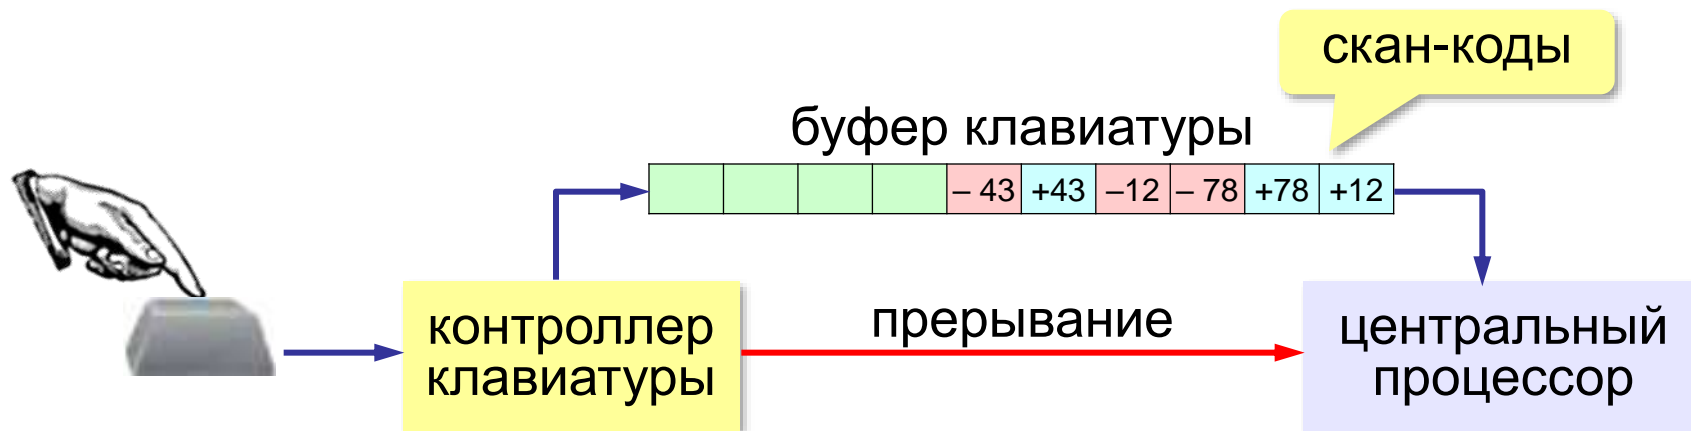 скан-коды
буфер клавиатуры
– 43 +43 –12 – 78 +78 +12
прерывание
контроллер
клавиатуры
центральный
процессор